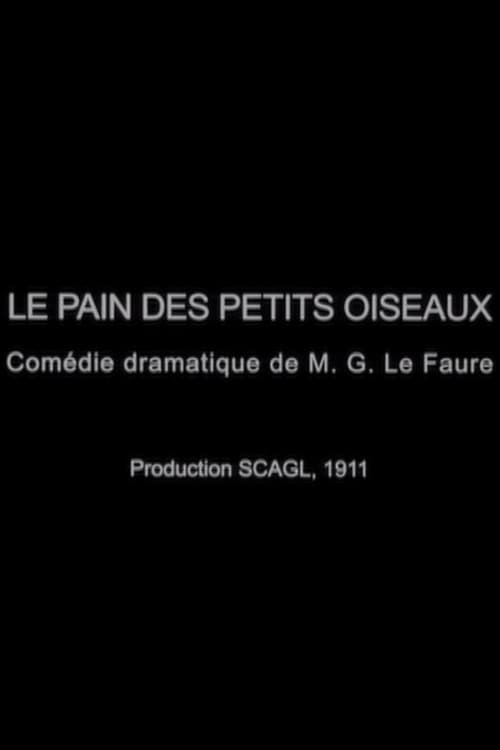 LE PAIN DES PETITS OISEAUX
Comédie dramatique de M. G. Le Faure
Production SCAGL, 1911